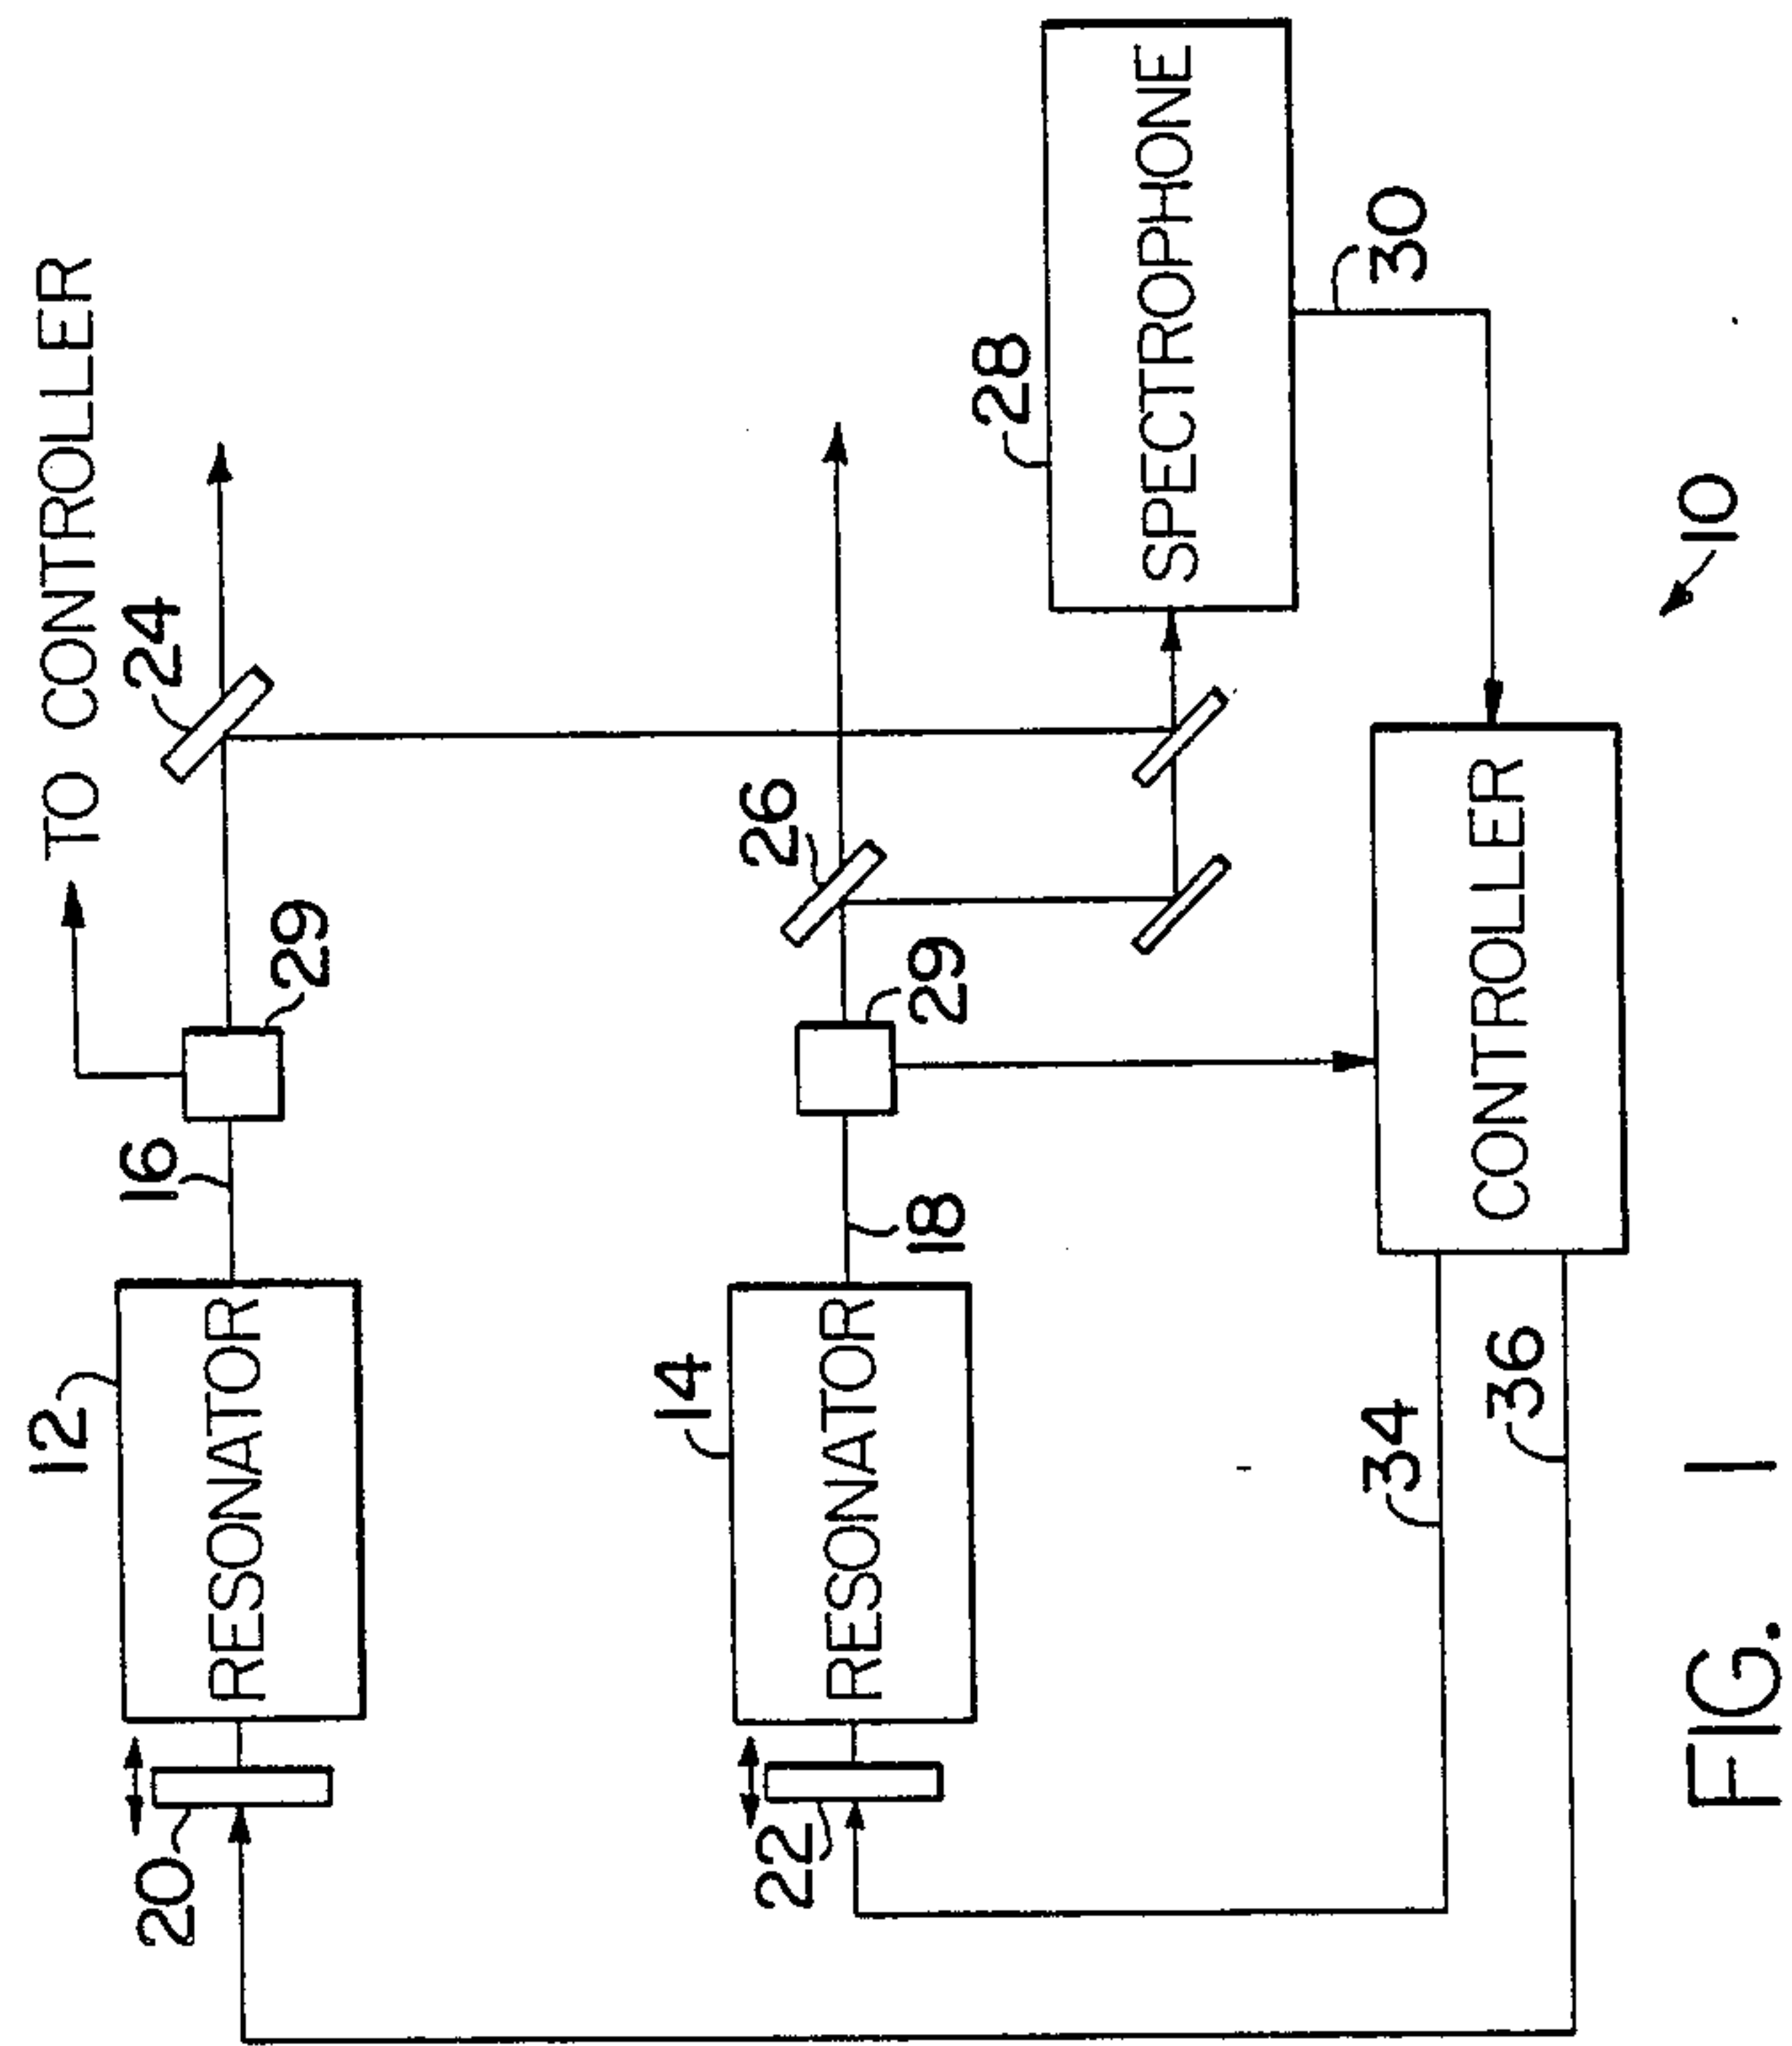 TO CONTROLLER
12
16
29
24
RESONATOR
20
14
18
29
26
RESONATOR
22
28
SPECTROPHONE
30
34
36
CONTROLLER
10
FIG. 1